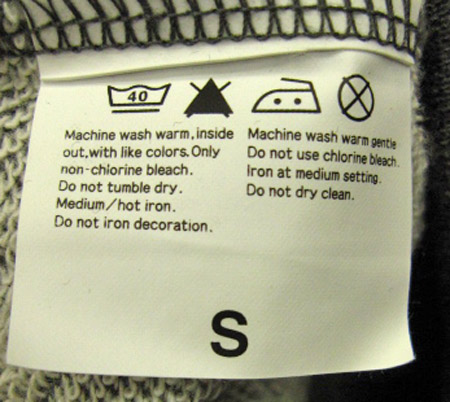 40
Machine wash warm, inside
out, with like colors. Only
non-chlorine bleach.
Do not tumble dry.
Medium/hot iron.
Do not iron decoration.
Machine wash warm gentle
Do not use chlorine bleach.
Iron at medium setting.
Do not dry clean.
S